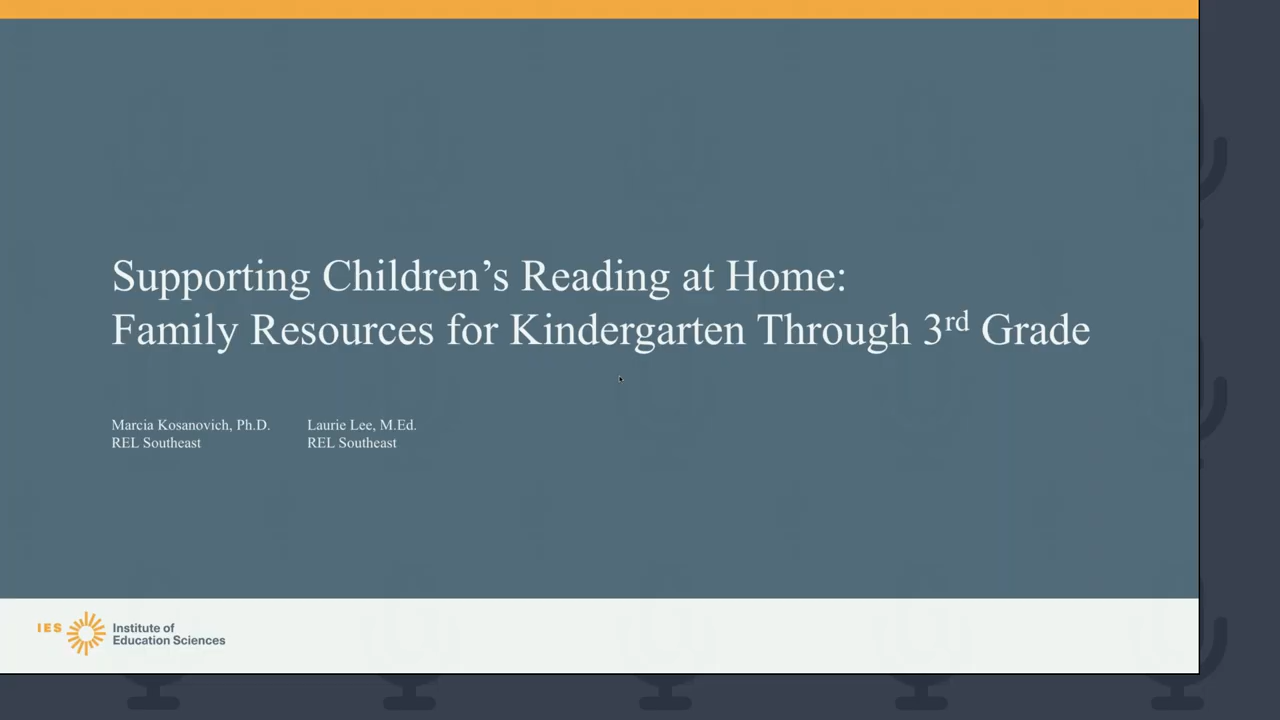 Supporting Children's Reading at Home:
Family Resources for Kindergarten Through 3rd Grade
Marcia Kosanovich, Ph.D.
REL Southeast
Laurie Lee, M.Ed.
REL Southeast
IES
Institute of
Education Sciences